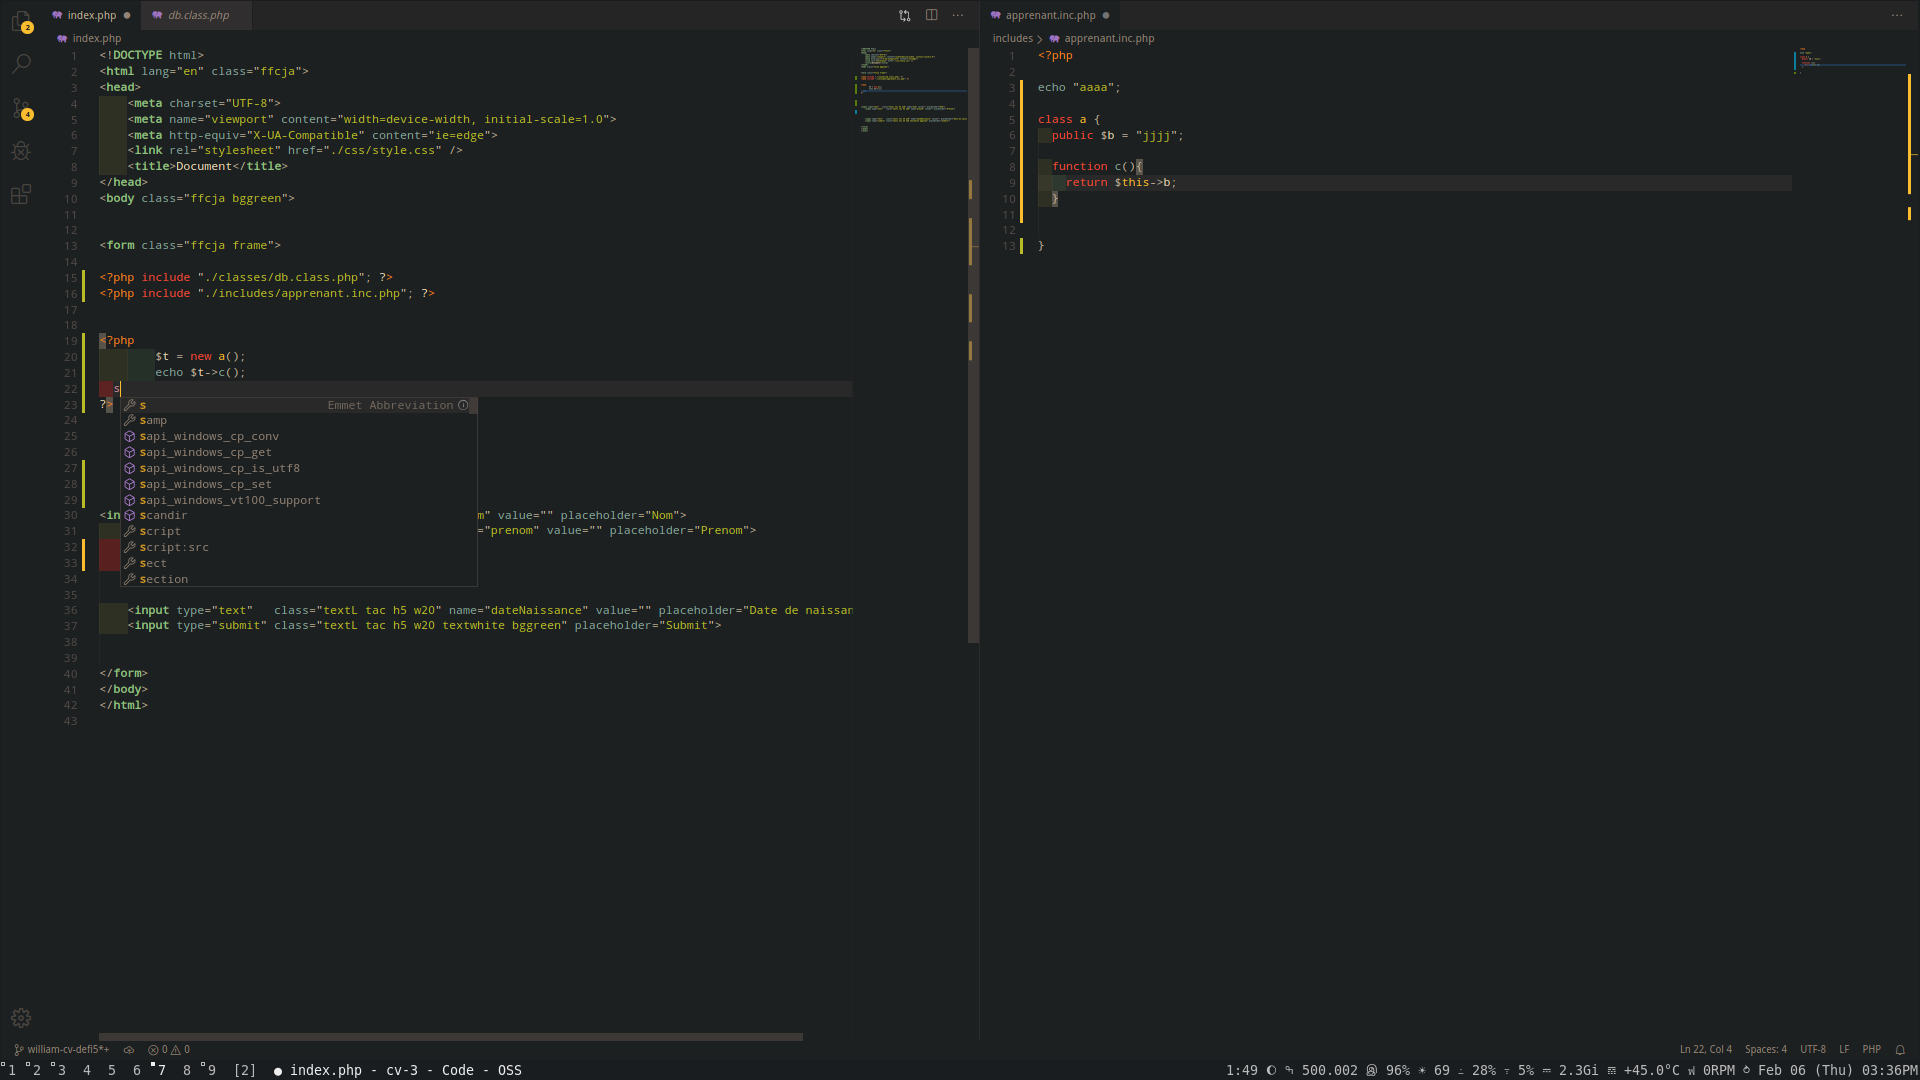 2
4
index.php
db.class.php
index.php
1 <!DOCTYPE html>
2 <html lang="en" class="ffcja">
3 <head>
4 <meta charset="UTF-8">
5 <meta name="viewport" content="width=device-width, initial-scale=1.0">
6 <meta http-equiv="X-UA-Compatible" content="ie=edge">
7 <link rel="stylesheet" href="./css/style.css" />
8 <title>Document</title>
9 </head>
10 <body class="ffcja bggreen">
11
12
13 <form class="ffcja frame">
14
15 <?php include "./classes/db.class.php"; ?>
16 <?php include "./includes/apprenant.inc.php"; ?>
17
18
19 <?php
20 $t = new a();
21 echo $t->c();
22 s
23 ?>
s Emmet Abbreviation
24 samp
25 sapi_windows_cp_conv
26 sapi_windows_cp_get
27 sapi_windows_cp_is_utf8
28 sapi_windows_cp_set
29 sapi_windows_vt100_support
30 <in scandir m" value="" placeholder="Nom">
31 script ="prenom" value="" placeholder="Prenom">
32 script:src
33 sect
34 section
35
36 <input type="text" class="textL tac h5 w20" name="dateNaissance" value="" placeholder="Date de naissan
37 <input type="submit" class="textL tac h5 w20 textwhite bggreen" placeholder="Submit">
38
39
40 </form>
41 </body>
42 </html>
43
apprenant.inc.php
includes > apprenant.inc.php
1 <?php
2
3 echo "aaaa";
4
5 class a {
6 public $b = "jjjj";
7
8 function c(){
9 return $this->b;
10 }
11
12
13 }
william-cv-defi5*+ 0 0
Ln 22, Col 4 Spaces: 4 UTF-8 LF PHP
1 2 3 4 5 6 7 8 9 [2] ● index.php - cv-3 - Code - OSS
1:49 500.002 96% 69 28% 5% 2.3Gi +45.0°C 0RPM Feb 06 (Thu) 03:36PM